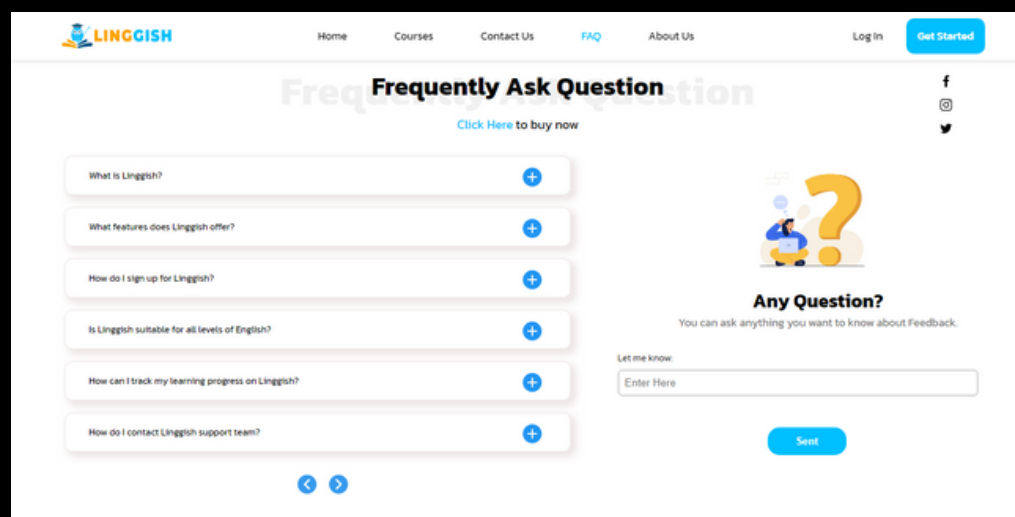 LINGGISH
Home Courses Contact Us FAQ About Us Log In Get Started
Frequently Ask Question
Frequently Ask Question
Click Here to buy now
What is Linggish?
What features does Linggish offer?
How do I sign up for Linggish?
Is Linggish suitable for all levels of English?
How can I track my learning progress on Linggish?
How do I contact Linggish support team?
Any Question?
You can ask anything you want to know about Feedback.
Let me know:
Enter Here
Sent